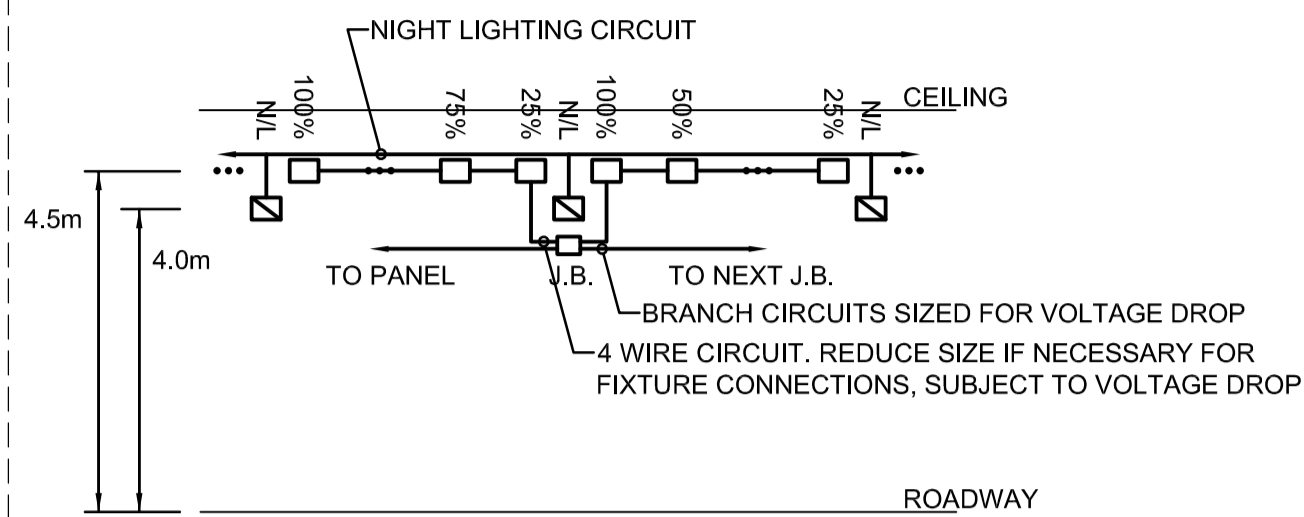 NIGHT LIGHTING CIRCUIT
N/L
100%
75%
25%
N/L
100%
50%
25%
N/L
CEILING
4.5m
4.0m
TO PANEL
J.B.
TO NEXT J.B.
BRANCH CIRCUITS SIZED FOR VOLTAGE DROP
4 WIRE CIRCUIT. REDUCE SIZE IF NECESSARY FOR
FIXTURE CONNECTIONS, SUBJECT TO VOLTAGE DROP
ROADWAY